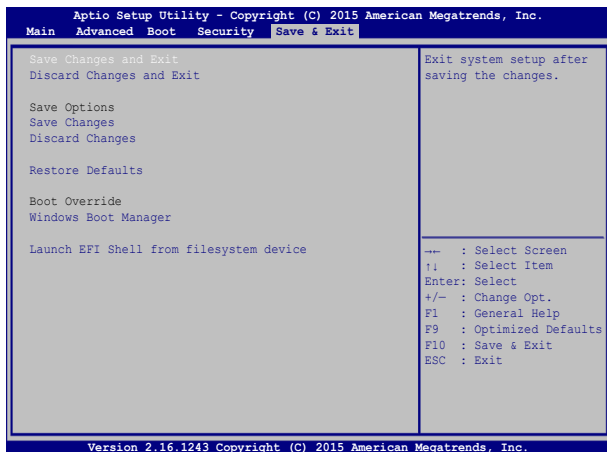 Aptio Setup Utility - Copyright (C) 2015 American Megatrends, Inc.
Main Advanced Boot Security Save & Exit
Save Changes and Exit
Discard Changes and Exit
Save Options
Save Changes
Discard Changes
Restore Defaults
Boot Override
Windows Boot Manager
Launch EFI Shell from filesystem device
Exit system setup after
saving the changes.
→← : Select Screen
↑↓ : Select Item
Enter: Select
+/— : Change Opt.
F1 : General Help
F9 : Optimized Defaults
F10 : Save & Exit
ESC : Exit
Version 2.16.1243 Copyright (C) 2015 American Megatrends, Inc.